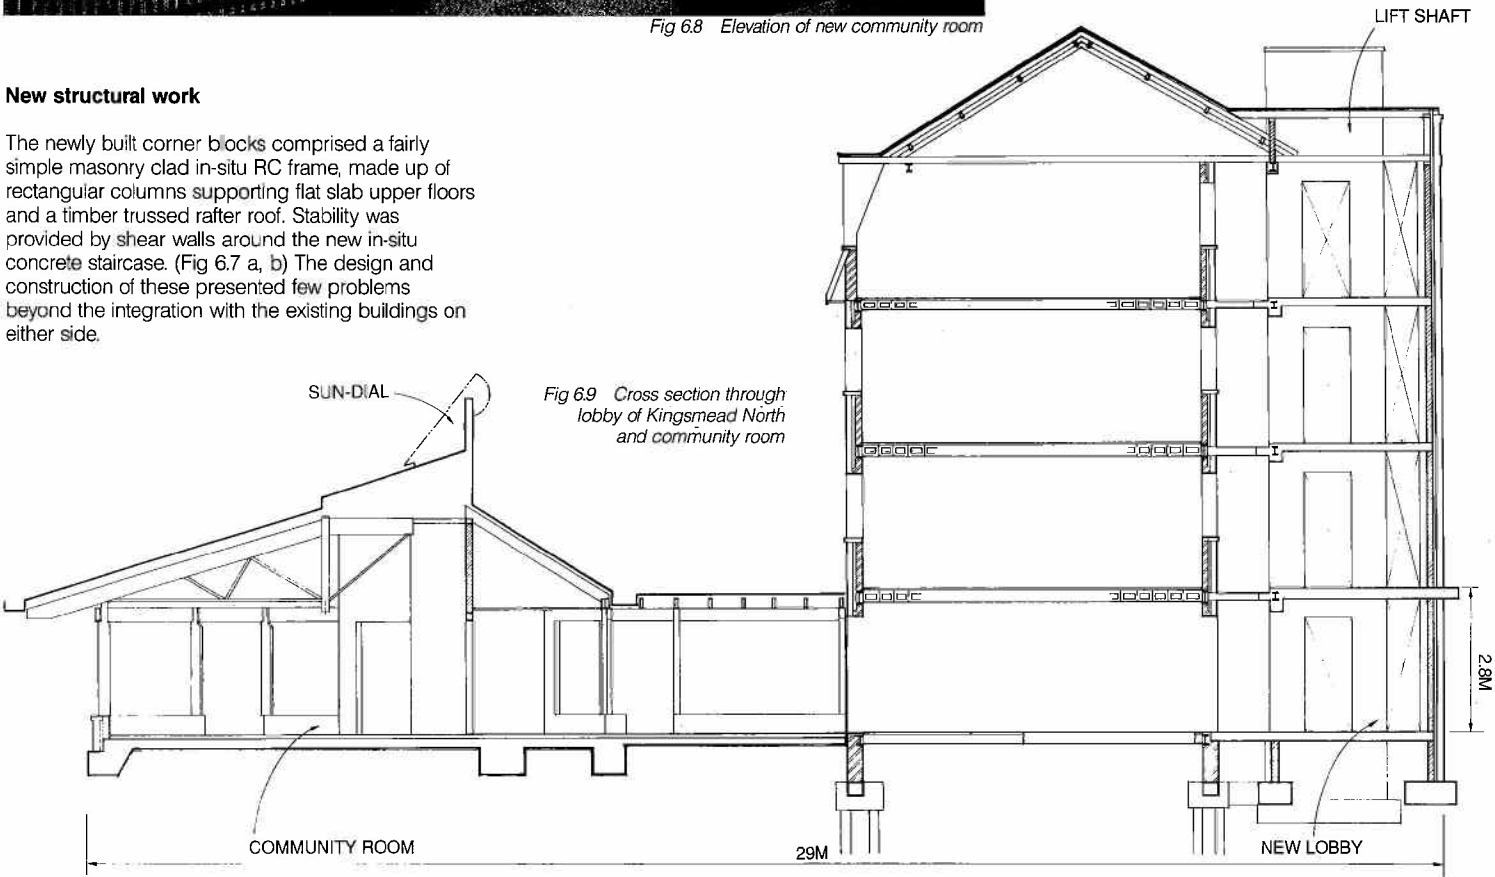 Fig 6.8 Elevation of new community room
LIFT SHAFT
New structural work
The newly built corner blocks comprised a fairly
simple masonry clad in-situ RC frame, made up of
rectangular columns supporting flat slab upper floors
and a timber trussed rafter roof. Stability was
provided by shear walls around the new in-situ
concrete staircase. (Fig 6.7 a, b) The design and
construction of these presented few problems
beyond the integration with the existing buildings on
either side.
SUN-DIAL
Fig 6.9 Cross section through
lobby of Kingsmead North
and community room
2.8M
COMMUNITY ROOM
29M
NEW LOBBY